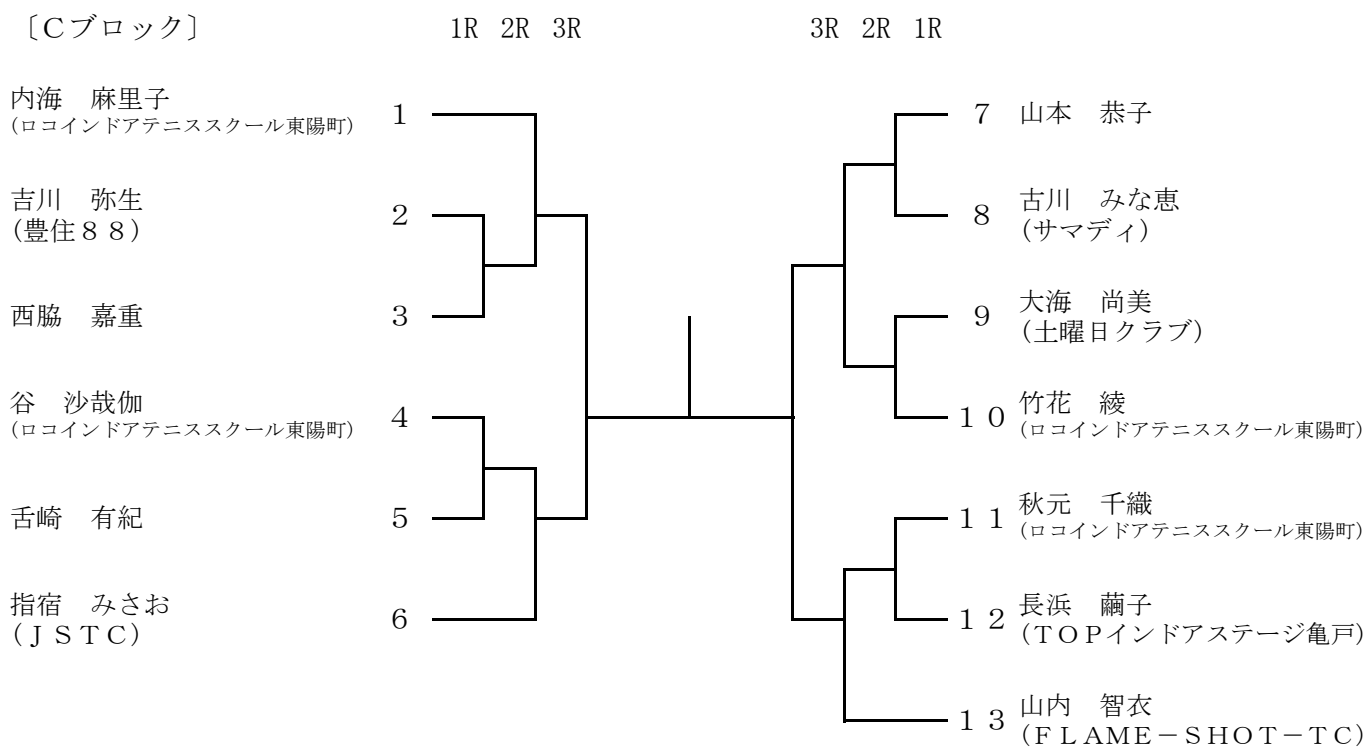 〔Cブロック〕 1R 2R 3R 3R 2R 1R
内海 麻里子
(ロコインドアテニススクール東陽町)
1
吉川 弥生
(豊住88)
2
西脇 嘉重
3
谷 沙哉伽
(ロコインドアテニススクール東陽町)
4
舌崎 有紀
5
指宿 みさお
(JSTC)
6
7 山本 恭子
8 古川 みな恵
(サマディ)
9 大海 尚美
(土曜日クラブ)
10 竹花 綾
(ロコインドアテニススクール東陽町)
11 秋元 千織
(ロコインドアテニススクール東陽町)
12 長浜 繭子
(TOPインドアステージ亀戸)
13 山内 智衣
(FLAME-SHOT-TC)